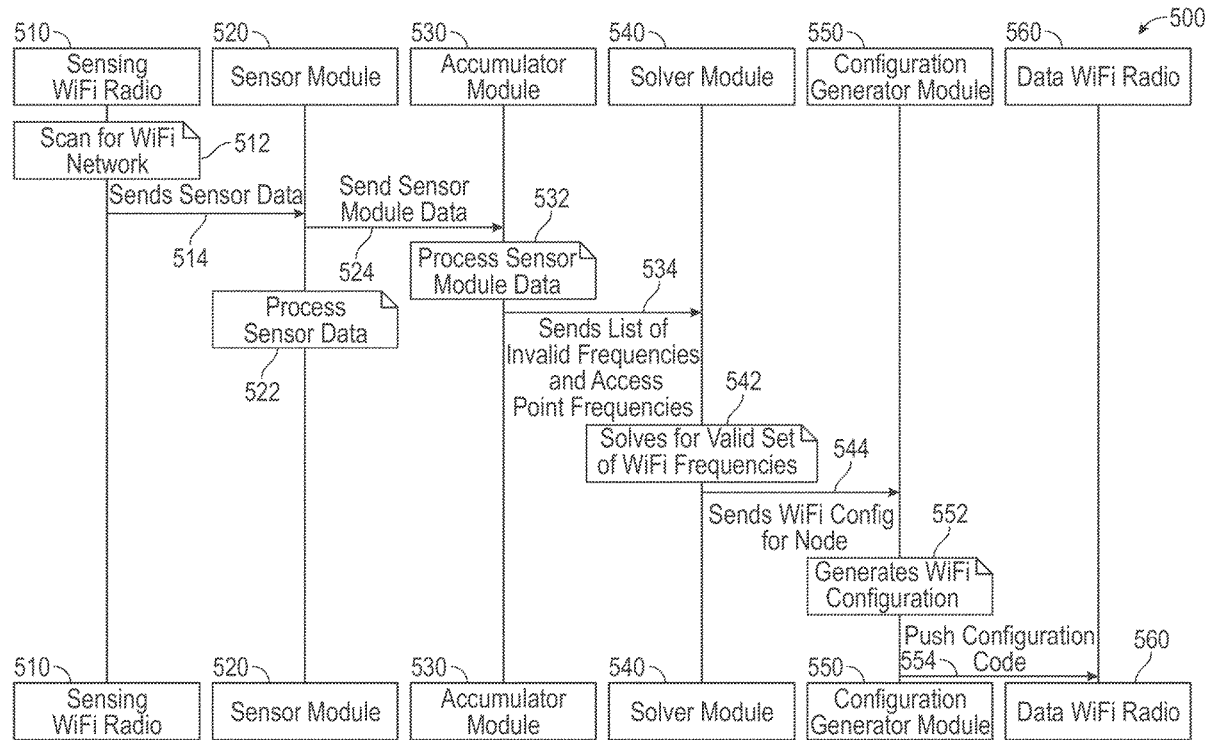 500
510
520
530
540
550
560
Sensing
WiFi Radio
Sensor Module
Accumulator
Module
Solver Module
Configuration
Generator Module
Data WiFi Radio
Scan for WiFi
Network
512
Sends Sensor Data
514
Send Sensor
Module Data
524
532
Process Sensor
Module Data
534
Process
Sensor Data
522
Sends List of
Invalid Frequencies
and Access
Point Frequencies
542
Solves for Valid Set
of WiFi Frequencies
544
Sends WiFi Config
for Node
552
Generates WiFi
Configuration
Push Configuration
Code
554
510
520
530
540
550
560
Sensing
WiFi Radio
Sensor Module
Accumulator
Module
Solver Module
Configuration
Generator Module
Data WiFi Radio